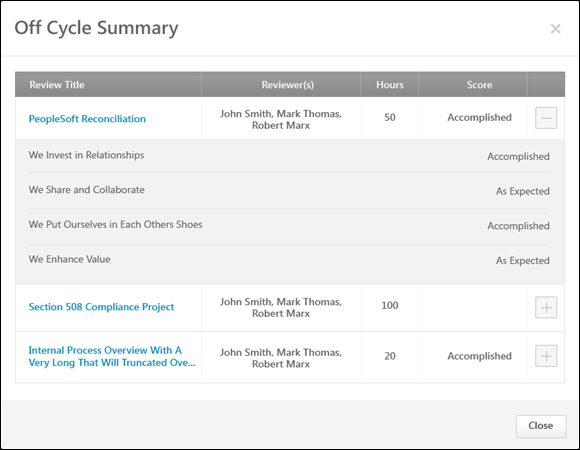 Off Cycle Summary
Review Title Reviewer(s) Hours Score
PeopleSoft Reconciliation John Smith, Mark Thomas, Robert Marx 50 Accomplished
We Invest in Relationships Accomplished
We Share and Collaborate As Expected
We Put Ourselves in Each Others Shoes Accomplished
We Enhance Value As Expected
Section 508 Compliance Project John Smith, Mark Thomas, Robert Marx 100
Internal Process Overview With A Very Long That Will Truncated Ove... John Smith, Mark Thomas, Robert Marx 20 Accomplished
Close